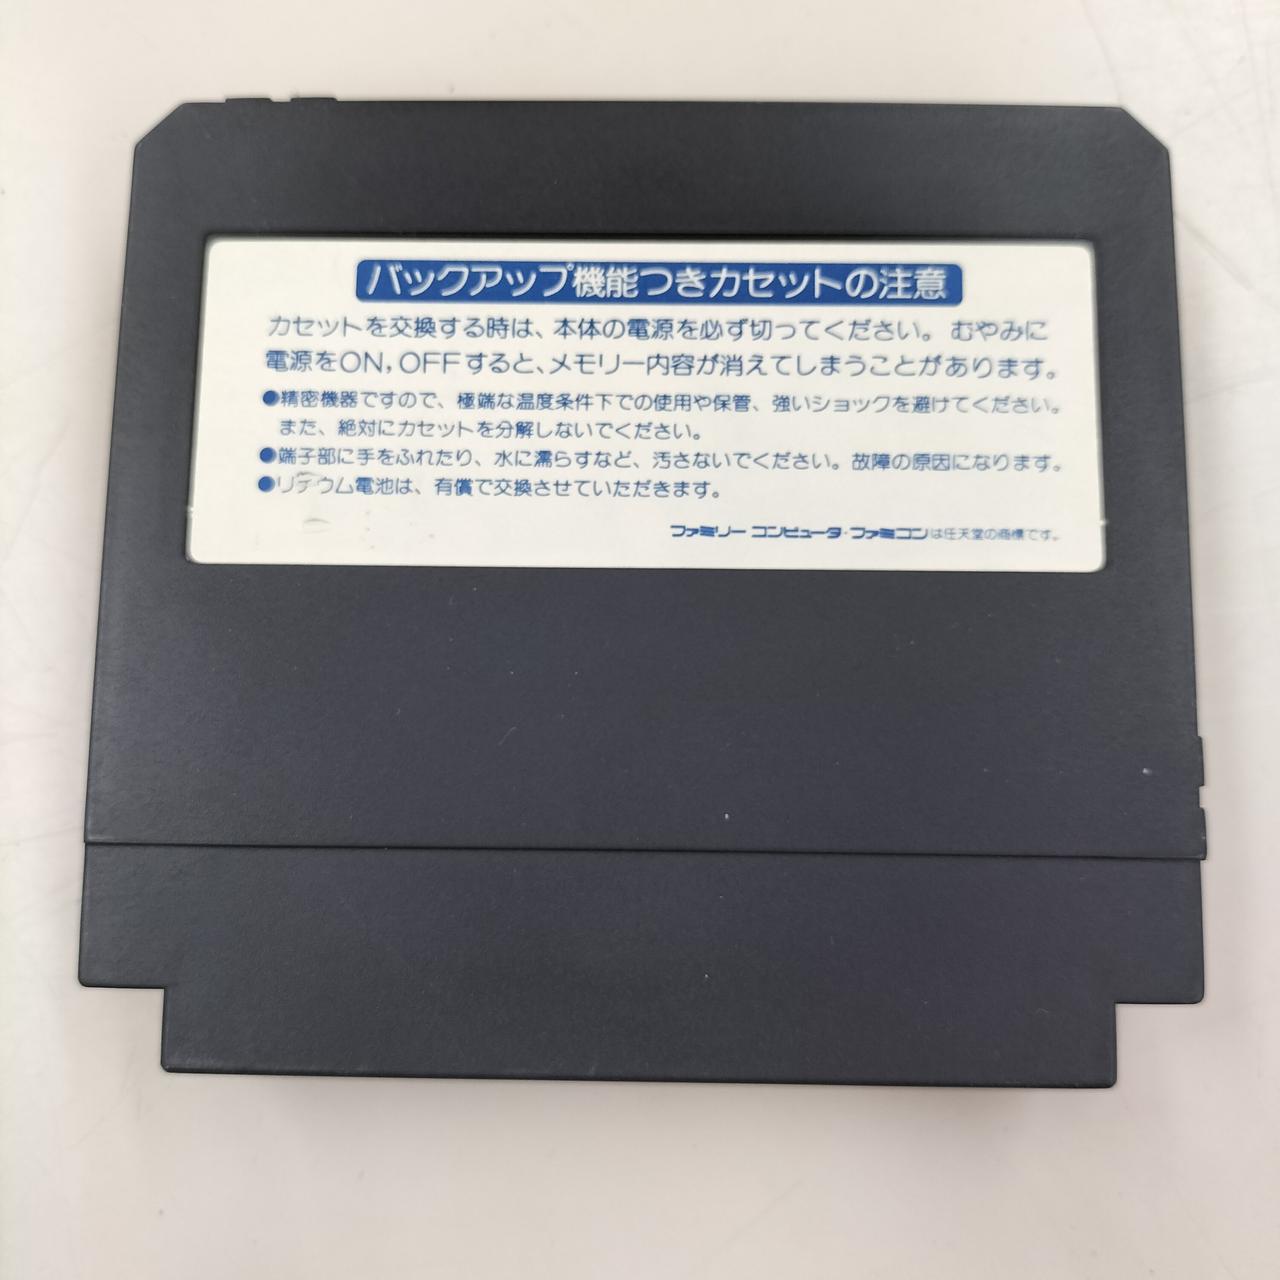 バックアップ機能つきカセットの注意
カセットを交換する時は、本体の電源を必ず切ってください。むやみに
電源をON,OFFすると、メモリー内容が消えてしまうことがあります。
●精密機器ですので、極端な温度条件下での使用や保管、強いショックを避けてください。
また、絶対にカセットを分解しないでください。
●端子部に手をふれたり、水に濡らすなど、汚さないでください。故障の原因になります。
●リチウム電池は、有償で交換させていただきます。
ファミリー コンピュータ・ファミコンは任天堂の商標です。